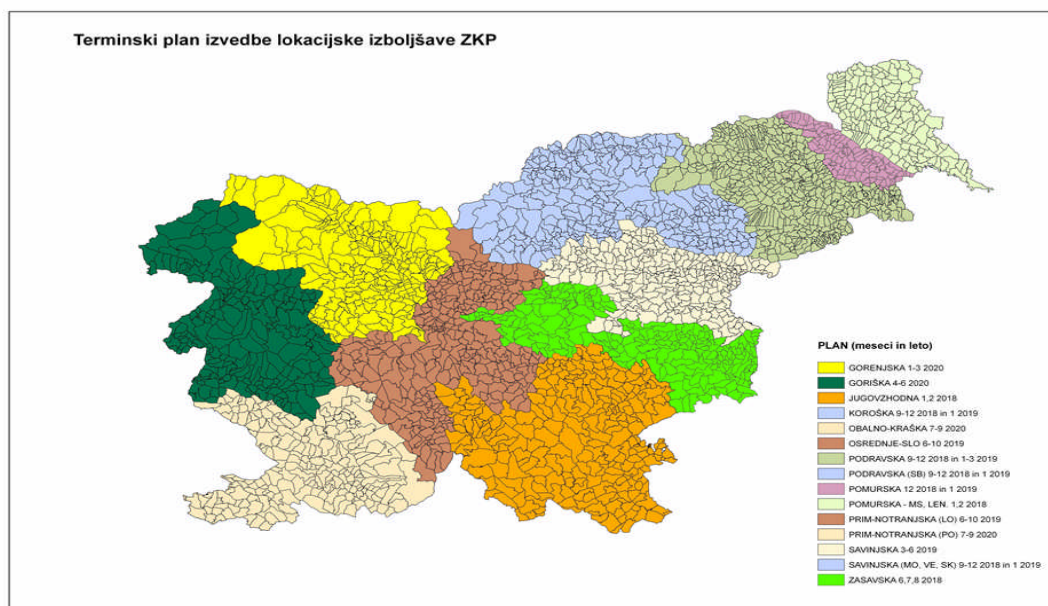 Terminski plan izvedbe lokacijske izboljšave ZKP
PLAN (meseci in leto)
GORENJSKA 1-3 2020
GORIŠKA 4-6 2020
JUGOVZHODNA 1,2 2018
KOROŠKA 9-12 2018 in 1 2019
OBALNO-KRAŠKA 7-9 2020
OSREDNJE-SLO 6-10 2019
PODRAVSKA 9-12 2018 in 1-3 2019
PODRAVSKA (SB) 9-12 2018 in 1 2019
POMURSKA 12 2018 in 1 2019
POMURSKA - MS, LEN. 1,2 2018
PRIM-NOTRANJSKA (LO) 6-10 2019
PRIM-NOTRANJSKA (PO) 7-9 2020
SAVINJSKA 3-6 2019
SAVINJSKA (MO, VE, SK) 9-12 2018 in 1 2019
ZASAVSKA 6,7,8 2018